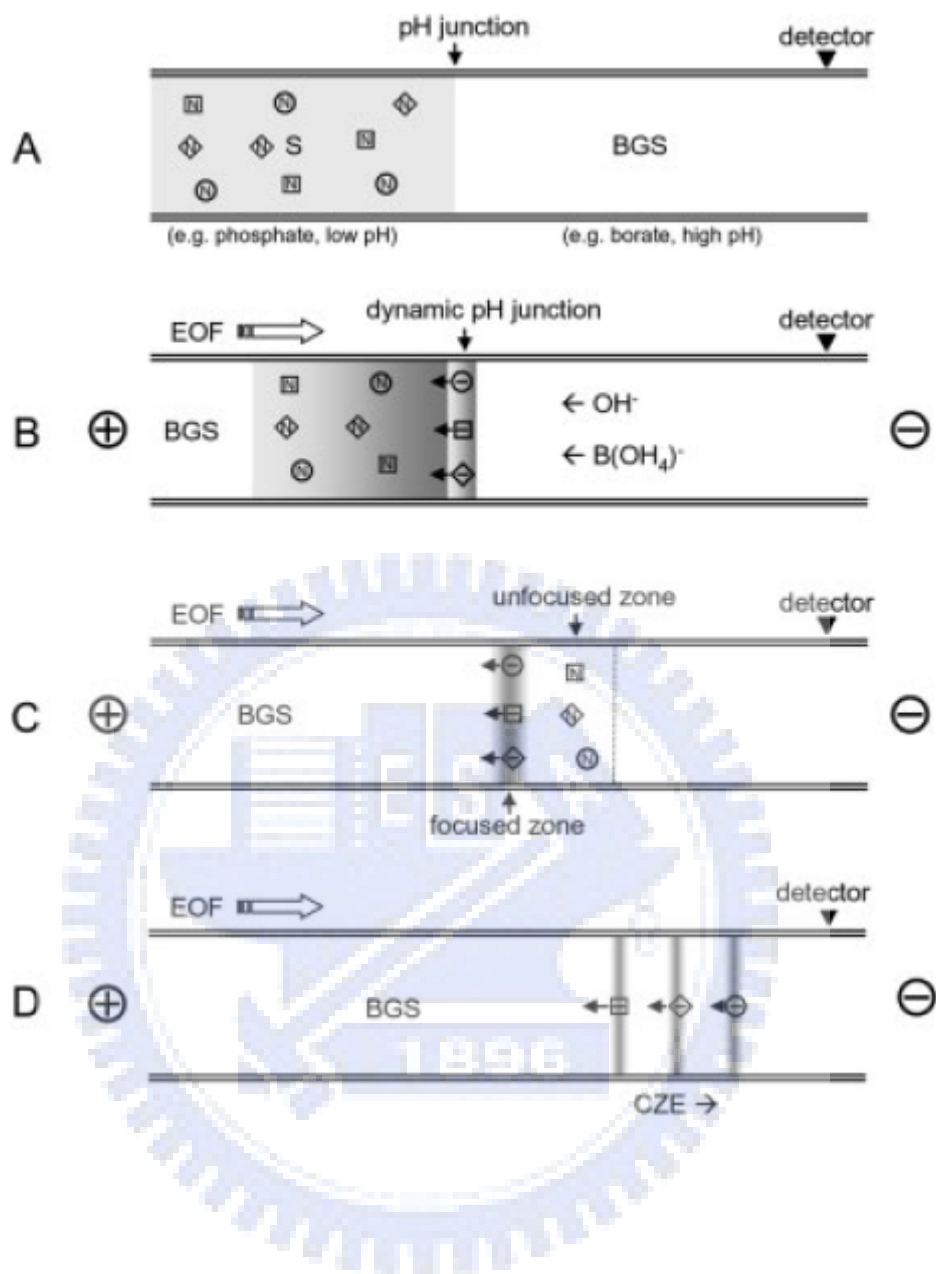 pH junction
detector
A
N N N
N N S N
N N N
BGS
(e.g. phosphate, low pH) (e.g. borate, high pH)
dynamic pH junction
EOF
detector
B
+ BGS
N N −
N N −
N N −
← OH⁻
← B(OH₄)⁻
−
EOF
unfocused zone
detector
C
+ BGS
− N
− N
− N
−
focused zone
EOF
detector
D
+ BGS − − − −
1896
CZE →